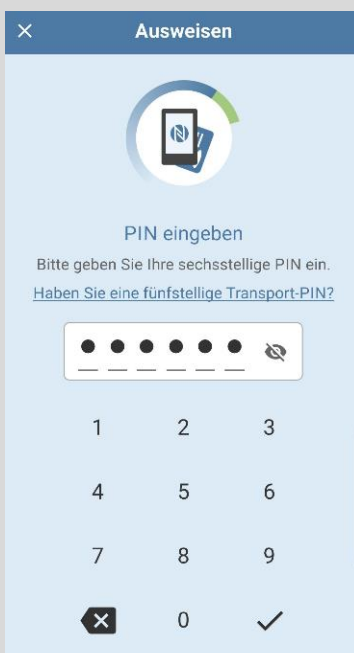 Ausweisen
PIN eingeben
Bitte geben Sie Ihre sechsstellige PIN ein.
Haben Sie eine fünfstellige Transport-PIN?
1 2 3
4 5 6
7 8 9
0